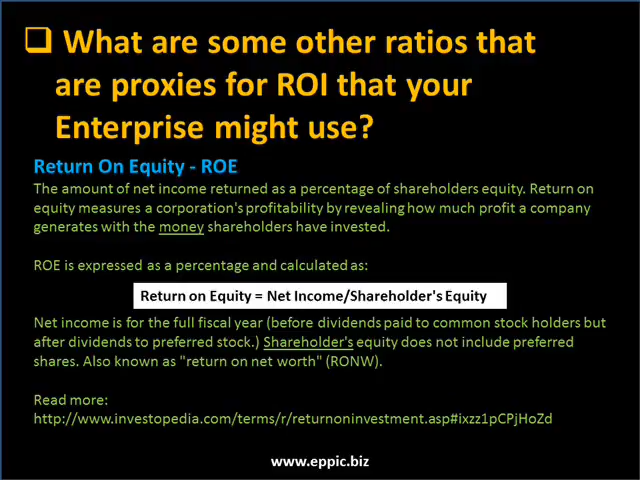 ❑ What are some other ratios that
are proxies for ROI that your
Enterprise might use?
Return On Equity - ROE
The amount of net income returned as a percentage of shareholders equity. Return on
equity measures a corporation's profitability by revealing how much profit a company
generates with the money shareholders have invested.
ROE is expressed as a percentage and calculated as:
Return on Equity = Net Income/Shareholder's Equity
Net income is for the full fiscal year (before dividends paid to common stock holders but
after dividends to preferred stock.) Shareholder's equity does not include preferred
shares. Also known as "return on net worth" (RONW).
Read more:
http://www.investopedia.com/terms/r/returnoninvestment.asp#ixzz1pCPjHoZd
www.eppic.biz